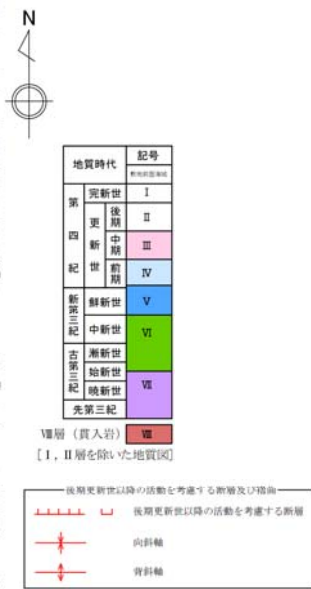 N
地質時代 記号
敷地前面海域
第四紀 完新世 Ⅰ
更新世 後期 Ⅱ
中期 Ⅲ
前期 Ⅳ
新第三紀 鮮新世 Ⅴ
中新世 Ⅵ
古第三紀 漸新世
始新世 Ⅶ
暁新世
先第三紀
Ⅷ層（貫入岩） Ⅷ
[Ⅰ，Ⅱ層を除いた地質図]
後期更新世以降の活動を考慮する断層及び褶曲
後期更新世以降の活動を考慮する断層
向斜軸
背斜軸